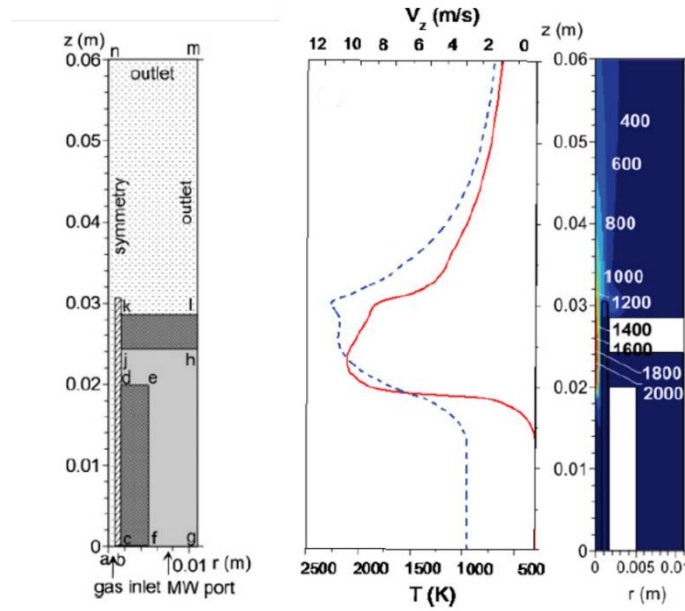 z (m) n m
0.06
outlet
0.05
0.04
symmetry
outlet
0.03
k l
j h
d e
0.02
0.01
0
c f g
a b
0.01 r (m)
gas inlet MW port
V_z (m/s)
12 10 8 6 4 2 0
2500 2000 1500 1000 500
T (K)
z (m)
0.06
0.05
0.04
0.03
0.02
0.01
0
400
600
800
1000
1200
1400
1600
1800
2000
0 0.005 0.01
r (m)